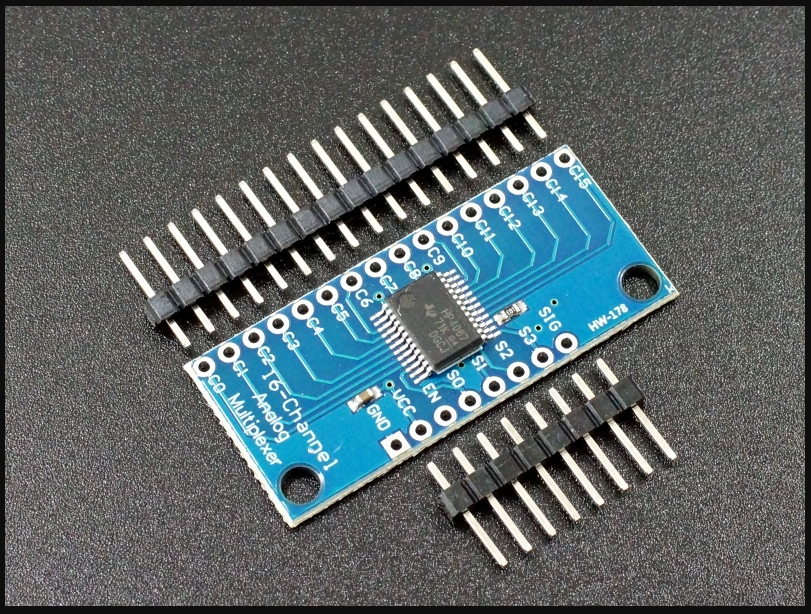 C0
C1
C2
C3
C4
C5
C6
C7
C8
C9
C10
C11
C12
C13
C14
C15
16-Channel
Analog
Multiplexer
GND
VCC
EN
S0
S1
S2
S3
SIG
HW-178